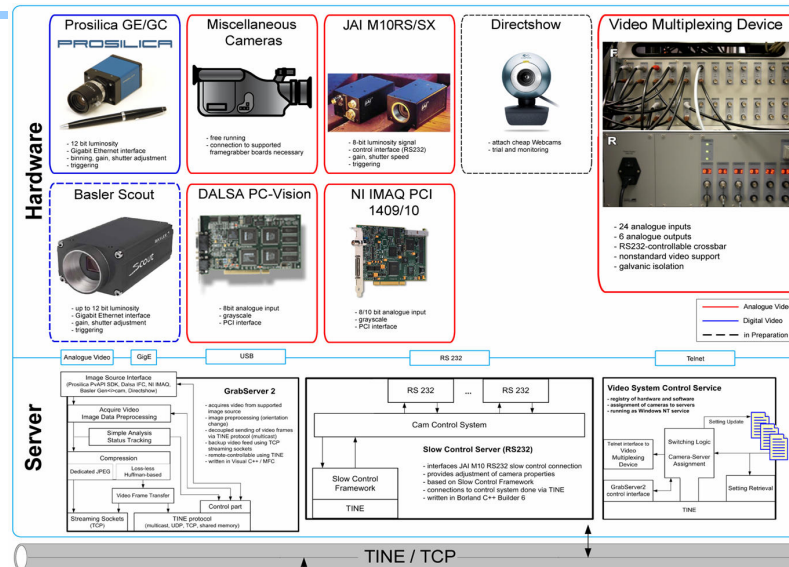 Hardware
Prosilica GE/GC
PROSILICA
- 12 bit luminosity
- Gigabit Ethernet interface
- binning, gain, shutter adjustment
- triggering
Miscellaneous
Cameras
- free running
- connection to supported
framegrabber boards necessary
JAI M10RS/SX
- 8-bit luminosity signal
- control interface (RS232)
- gain, shutter speed
- triggering
Directshow
- attach cheap Webcams
- trial and monitoring
Video Multiplexing Device
F
R
- 24 analogue inputs
- 6 analogue outputs
- RS232-controllable crossbar
- nonstandard video support
- galvanic isolation
Basler Scout
Scout
- up to 12 bit luminosity
- Gigabit Ethernet interface
- gain, shutter adjustment
- triggering
DALSA PC-Vision
- 8bit analogue input
- grayscale
- PCI interface
NI IMAQ PCI
1409/10
- 8/10 bit analogue input
- grayscale
- PCI interface
Analogue Video
Digital Video
in Preparation
Analogue Video
GigE
USB
RS 232
Telnet
Server
Image Source Interface
(Prosilica PvAPI SDK, Dalsa IFC, NI IMAQ,
Basler Gen<i>cam, Directshow)
Acquire Video
Image Data Preprocessing
Simple Analysis
Status Tracking
Compression
Dedicated JPEG
Loss-less
Huffman-based
Video Frame Transfer
Control part
Streaming Sockets
(TCP)
TINE protocol
(multicast, UDP, TCP, shared memory)
GrabServer 2
- acquires video from supported
image source
- image preprocessing (orientation
change)
- decoupled sending of video frames
via TINE protocol (multicast)
- backup video feed using TCP
streaming sockets
- remote-controllable using TINE
- written in Visual C++ / MFC
RS 232
...
RS 232
Cam Control System
Slow Control
Framework
TINE
Slow Control Server (RS232)
- interfaces JAI M10 RS232 slow control connection
- provides adjustment of camera properties
- based on Slow Control Framework
- connections to control system done via TINE
- written in Borland C++ Builder 6
Video System Control Service
- registry of hardware and software
- assignment of cameras to servers
- running as Windows NT service
Setting Update
Telnet interface to
Video
Multiplexing
Device
Switching Logic
Camera-Server
Assignment
GrabServer2
control interface
Setting Retrieval
TINE
TINE / TCP